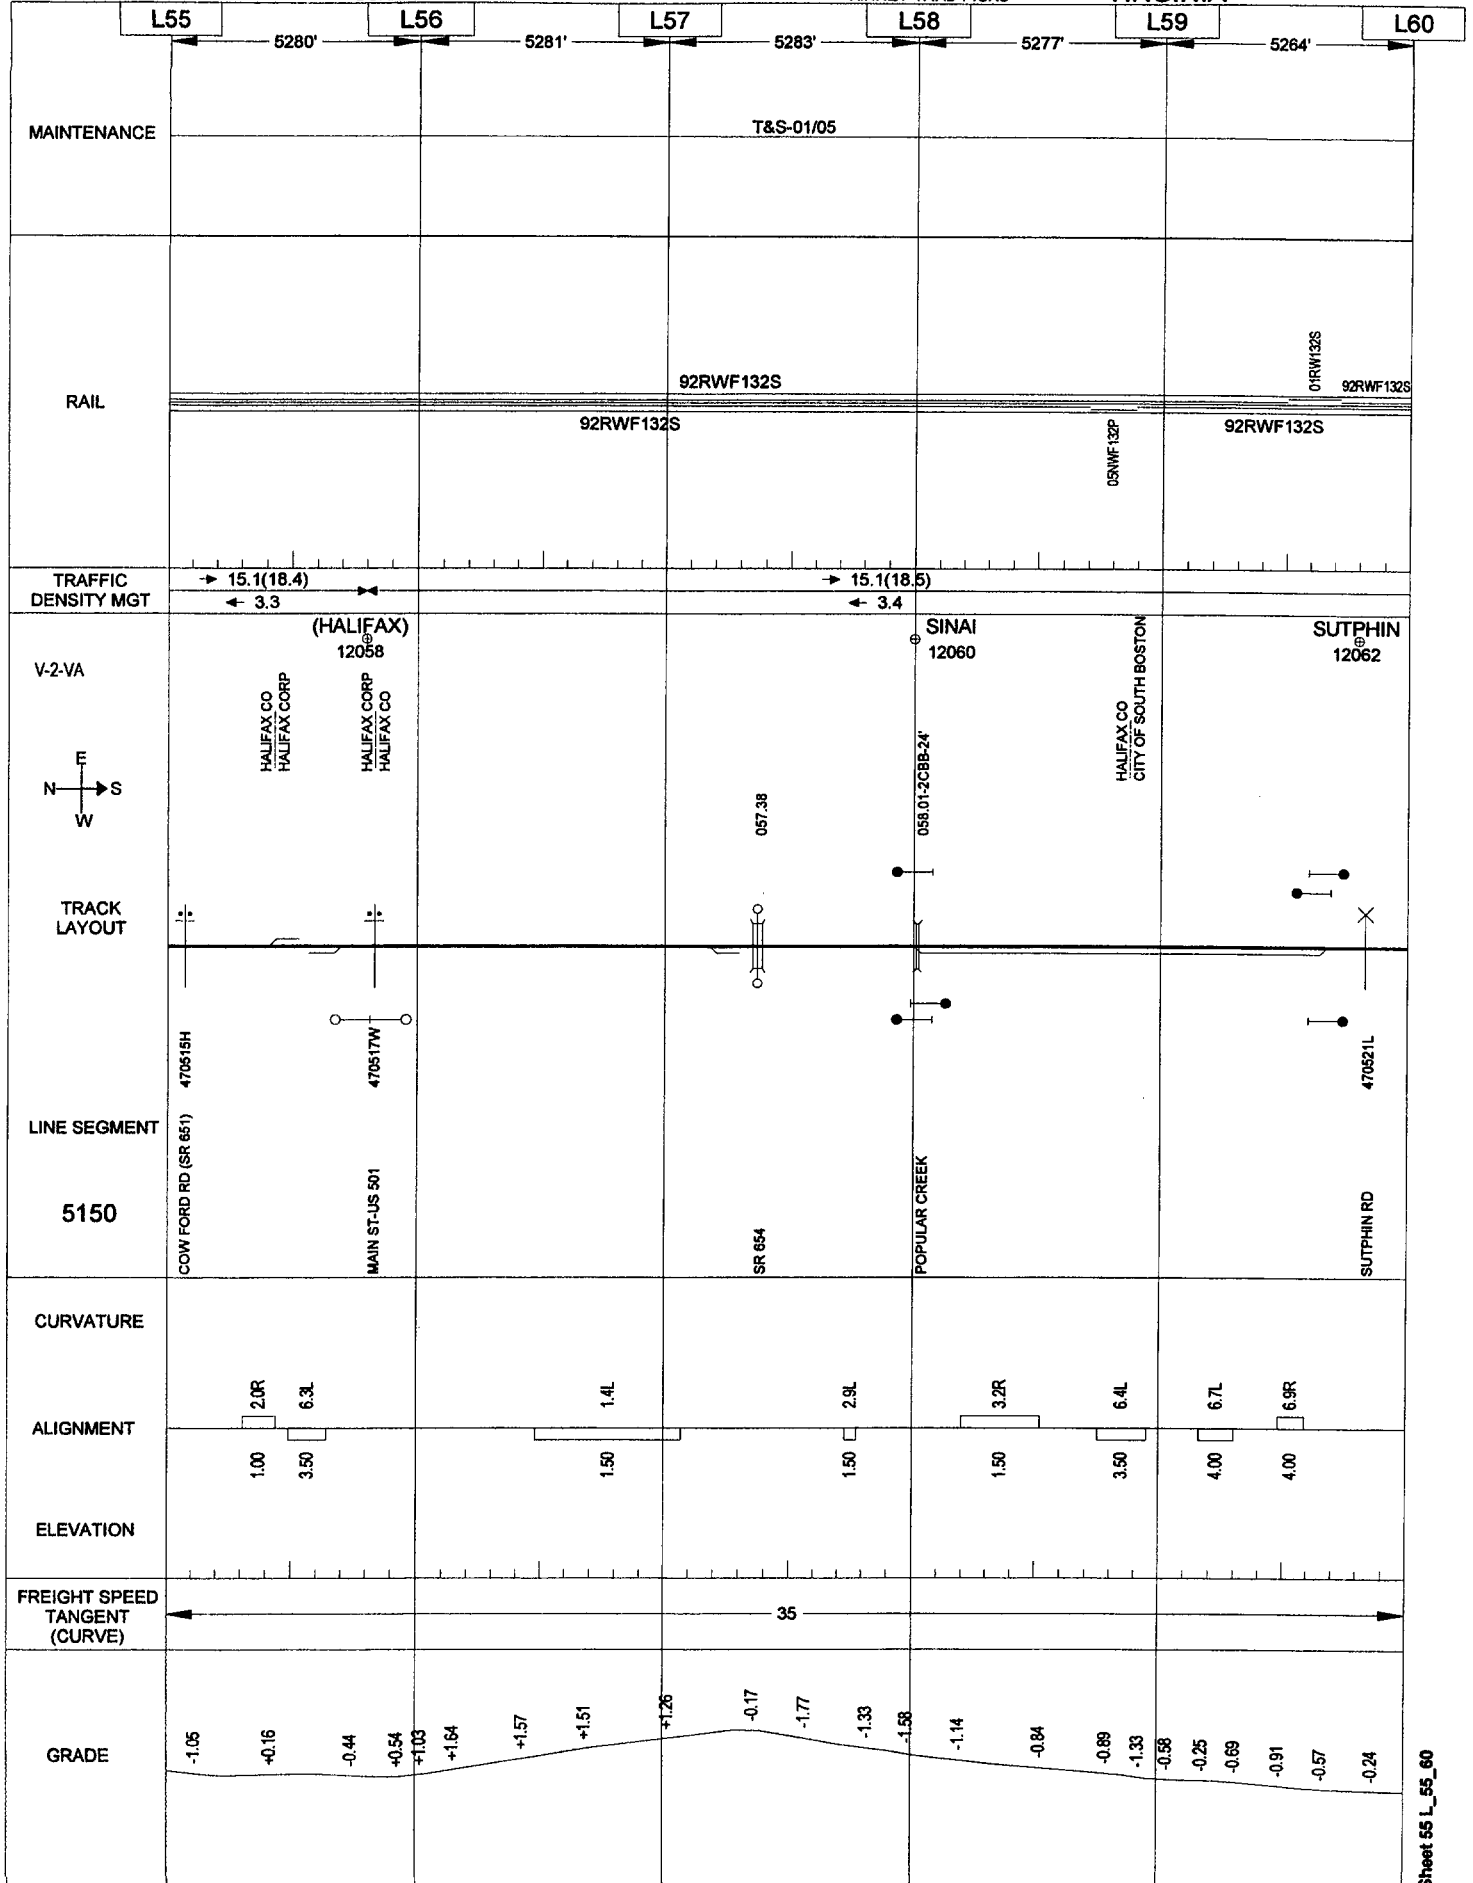 L55 L56 L57 L58 L59 L60
5280' 5281' 5283' 5277' 5264'
MAINTENANCE
T&S-01/05
RAIL
92RWF132S
92RWF132S
05NWF132P
01RW132S
92RWF132S
92RWF132S
TRAFFIC
DENSITY MGT
15.1(18.4)
3.3
15.1(18.5)
3.4
V-2-VA
(HALIFAX)
12058
SINAI
12060
SUTPHIN
12062
HALIFAX CO
HALIFAX CORP
HALIFAX CORP
HALIFAX CO
HALIFAX CO
CITY OF SOUTH BOSTON
E
N S
W
057.38
058.01-2CBB-24'
TRACK
LAYOUT
470515H
470517W
470521L
LINE SEGMENT
5150
COW FORD RD (SR 651)
MAIN ST-US 501
SR 654
POPULAR CREEK
SUTPHIN RD
CURVATURE
2.0R 6.3L 1.4L 2.9L 3.2R 6.4L 6.7L 6.9R
ALIGNMENT
1.00 3.50 1.50 1.50 1.50 3.50 4.00 4.00
ELEVATION
FREIGHT SPEED
TANGENT
(CURVE)
35
GRADE
-1.05 +0.16 -0.44 +0.54 +1.03 +1.64 +1.57 +1.51 +1.26 -0.17 -1.77 -1.33 -1.58 -1.14 -0.84 -0.89 -1.33 -0.58 -0.25 -0.69 -0.91 -0.57 -0.24
Sheet 55 L_55_60